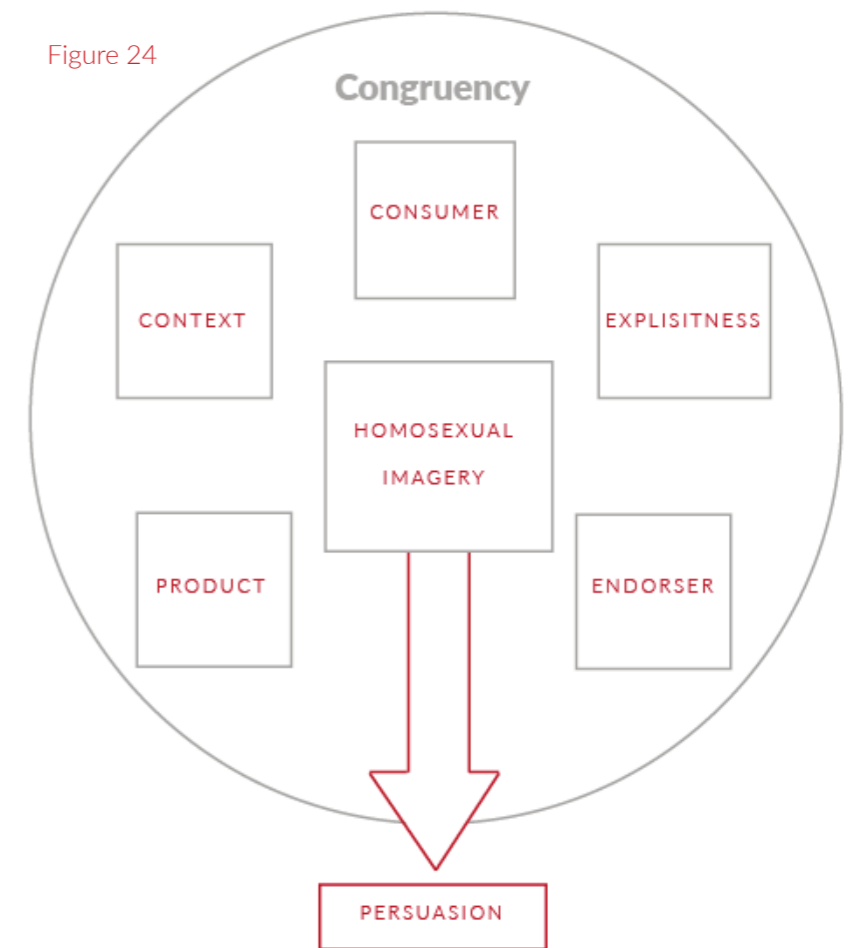 Figure 24
Congruency
CONSUMER
CONTEXT
EXPLISITNESS
HOMOSEXUAL
IMAGERY
PRODUCT
ENDORSER
PERSUASION